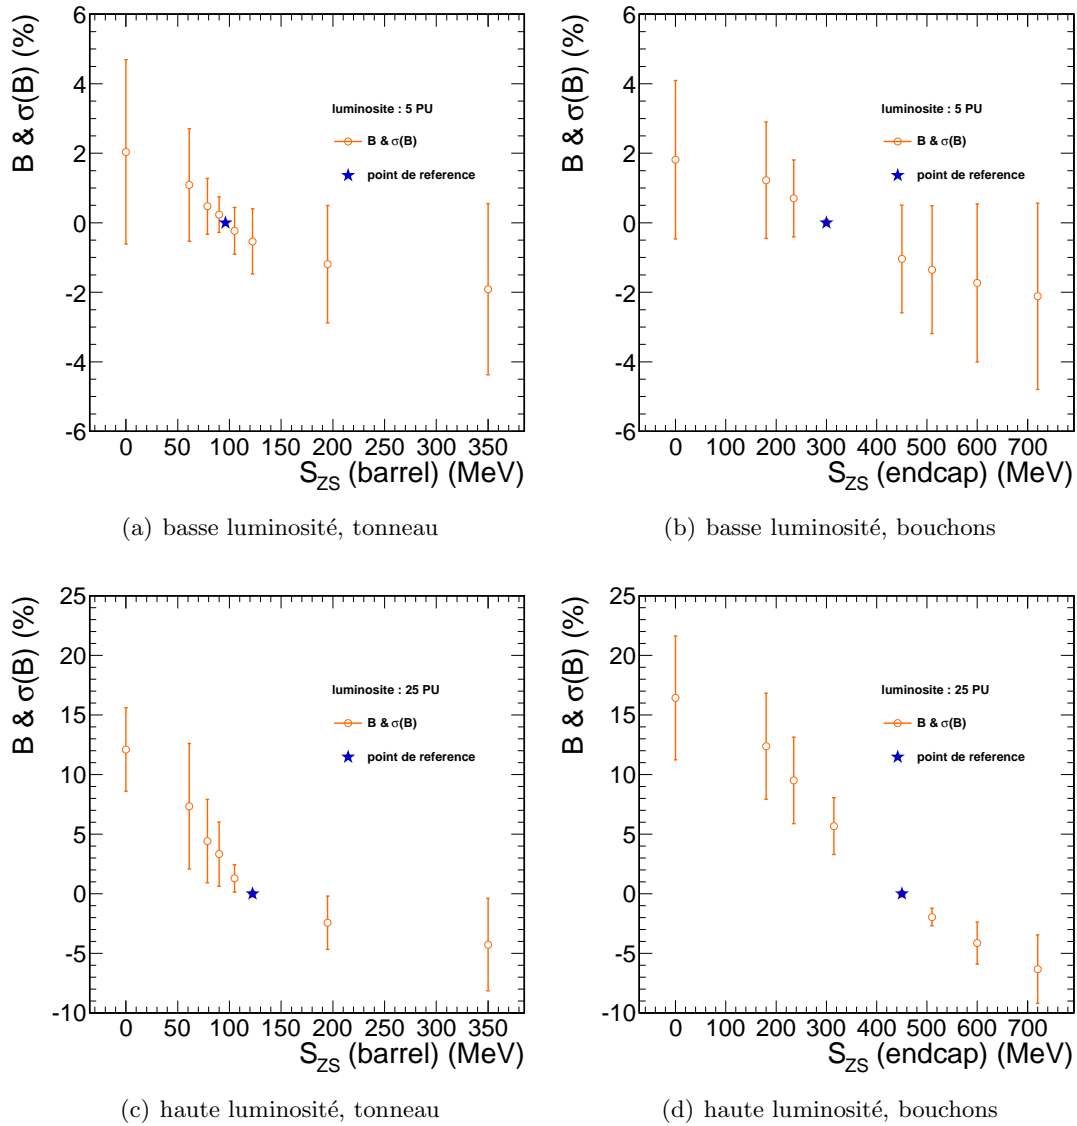 B & σ(B) (%)
6
4
2
0
-2
-4
-6
luminosite : 5 PU
B & σ(B)
point de reference
0 50 100 150 200 250 300 350
S_ZS (barrel) (MeV)
(a) basse luminosité, tonneau
B & σ(B) (%)
6
4
2
0
-2
-4
-6
luminosite : 5 PU
B & σ(B)
point de reference
0 100 200 300 400 500 600 700
S_ZS (endcap) (MeV)
(b) basse luminosité, bouchons
B & σ(B) (%)
25
20
15
10
5
0
-5
-10
luminosite : 25 PU
B & σ(B)
point de reference
0 50 100 150 200 250 300 350
S_ZS (barrel) (MeV)
(c) haute luminosité, tonneau
B & σ(B) (%)
25
20
15
10
5
0
-5
-10
luminosite : 25 PU
B & σ(B)
point de reference
0 100 200 300 400 500 600 700
S_ZS (endcap) (MeV)
(d) haute luminosité, bouchons